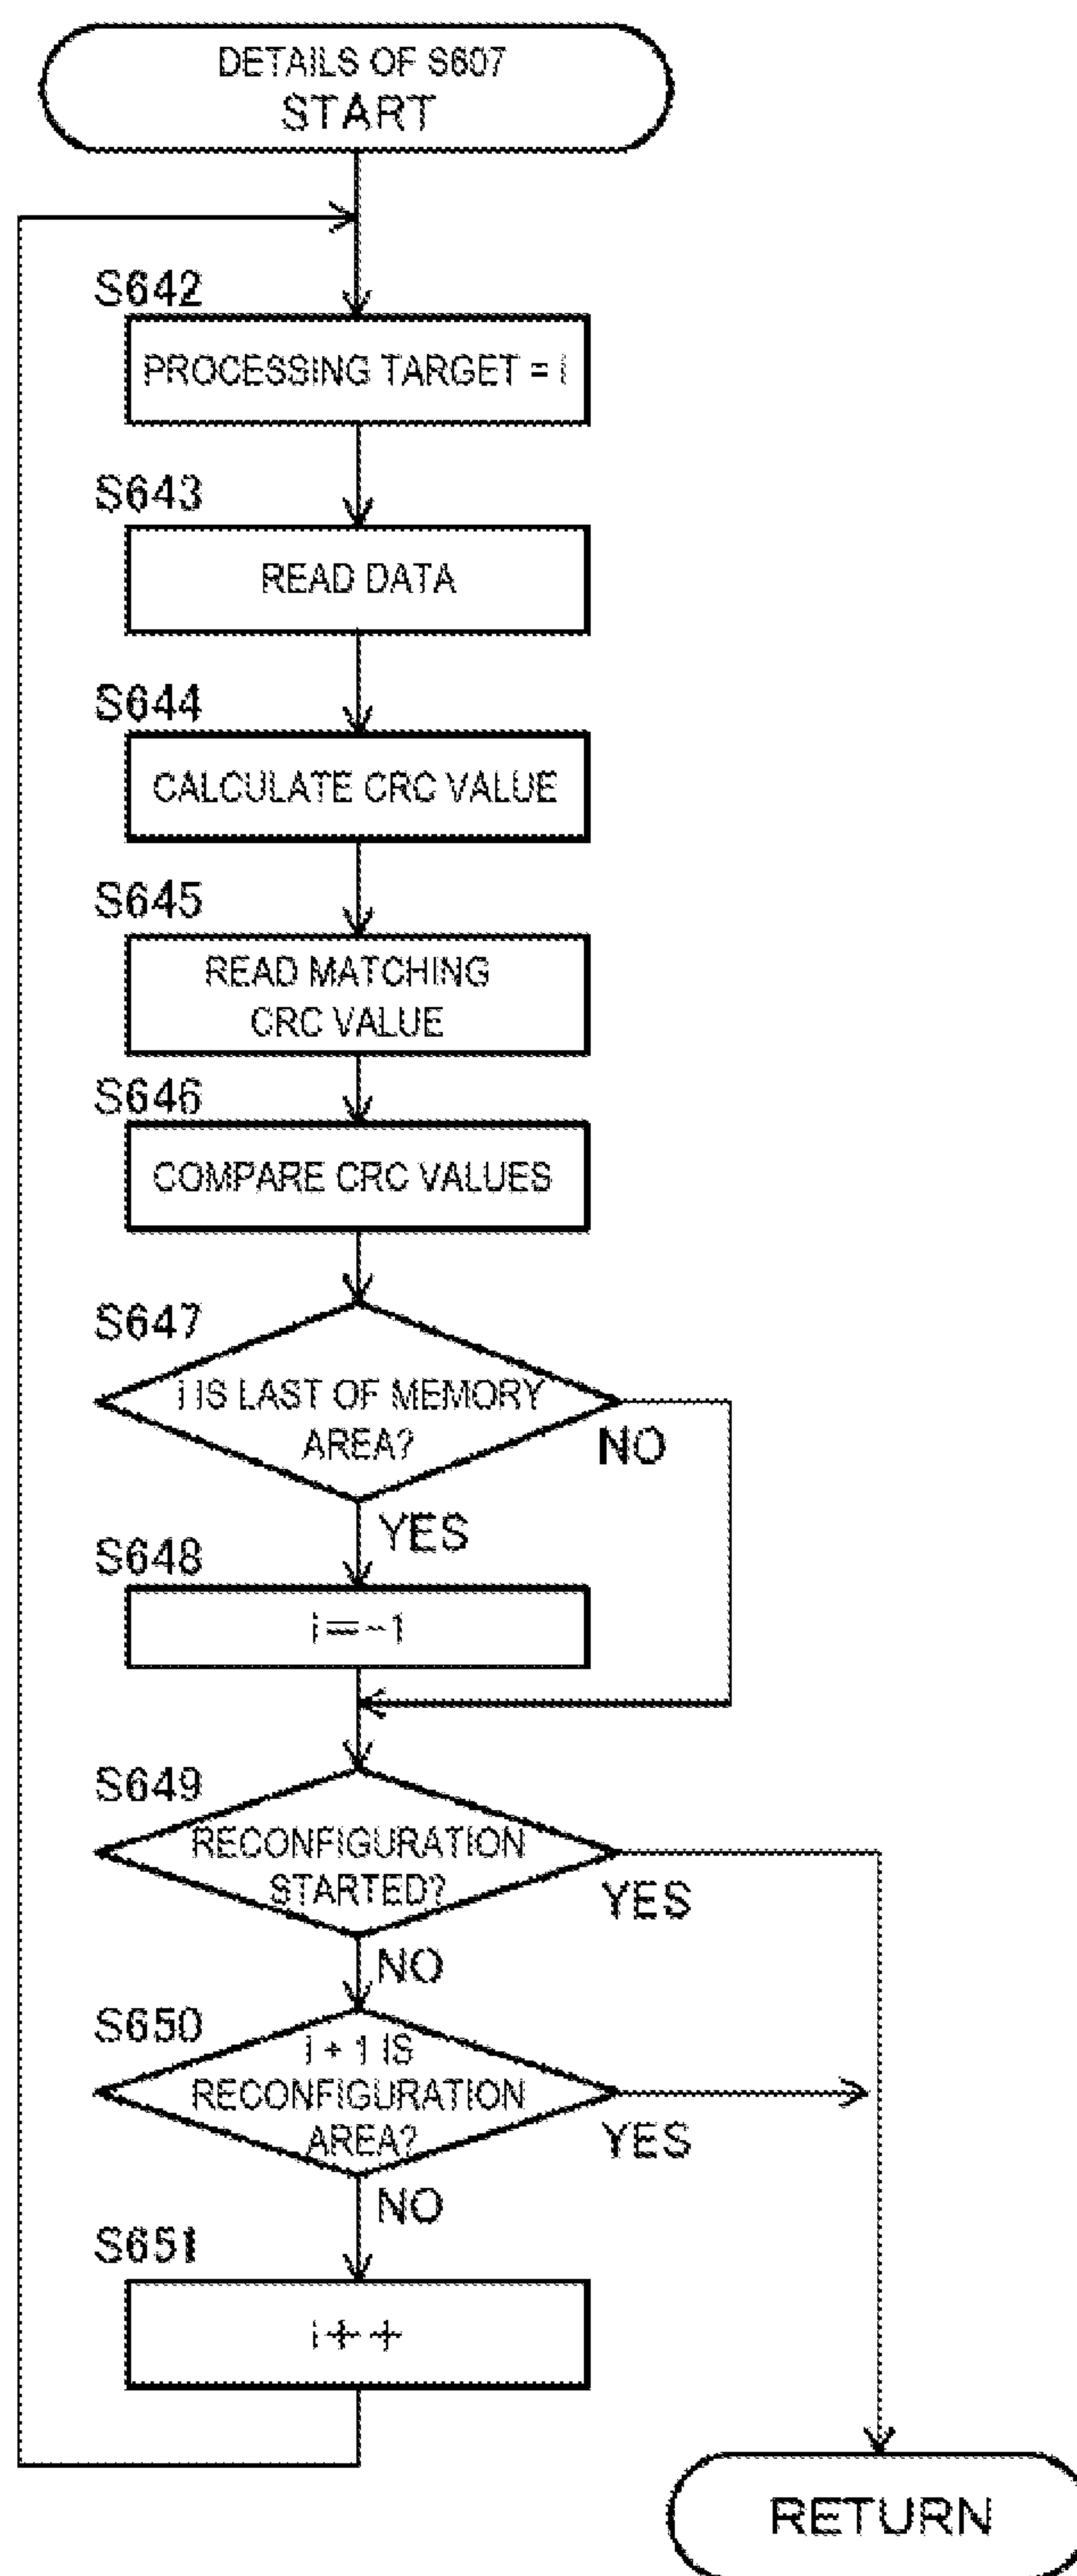 DETAILS OF S607
START
S642
PROCESSING TARGET = i
S643
READ DATA
S644
CALCULATE CRC VALUE
S645
READ MATCHING
CRC VALUE
S646
COMPARE CRC VALUES
S647
i IS LAST OF MEMORY
AREA?
NO
YES
S648
i=-1
S649
RECONFIGURATION
STARTED?
YES
NO
S650
i + 1 IS
RECONFIGURATION
AREA?
YES
NO
S651
i + +
RETURN